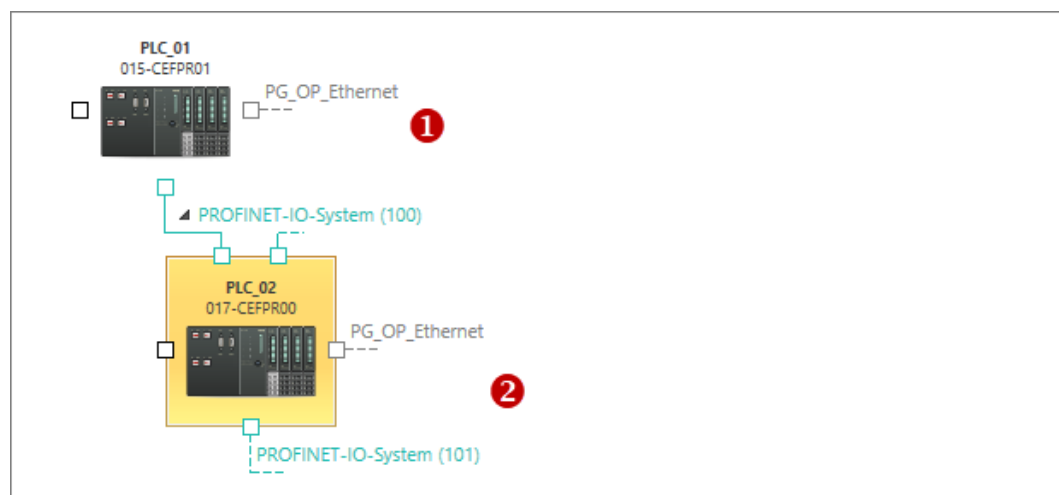 PLC_01
015-CEFPR01
PG_OP_Ethernet
1
PROFINET-IO-System (100)
PLC_02
017-CEFPR00
PG_OP_Ethernet
2
PROFINET-IO-System (101)